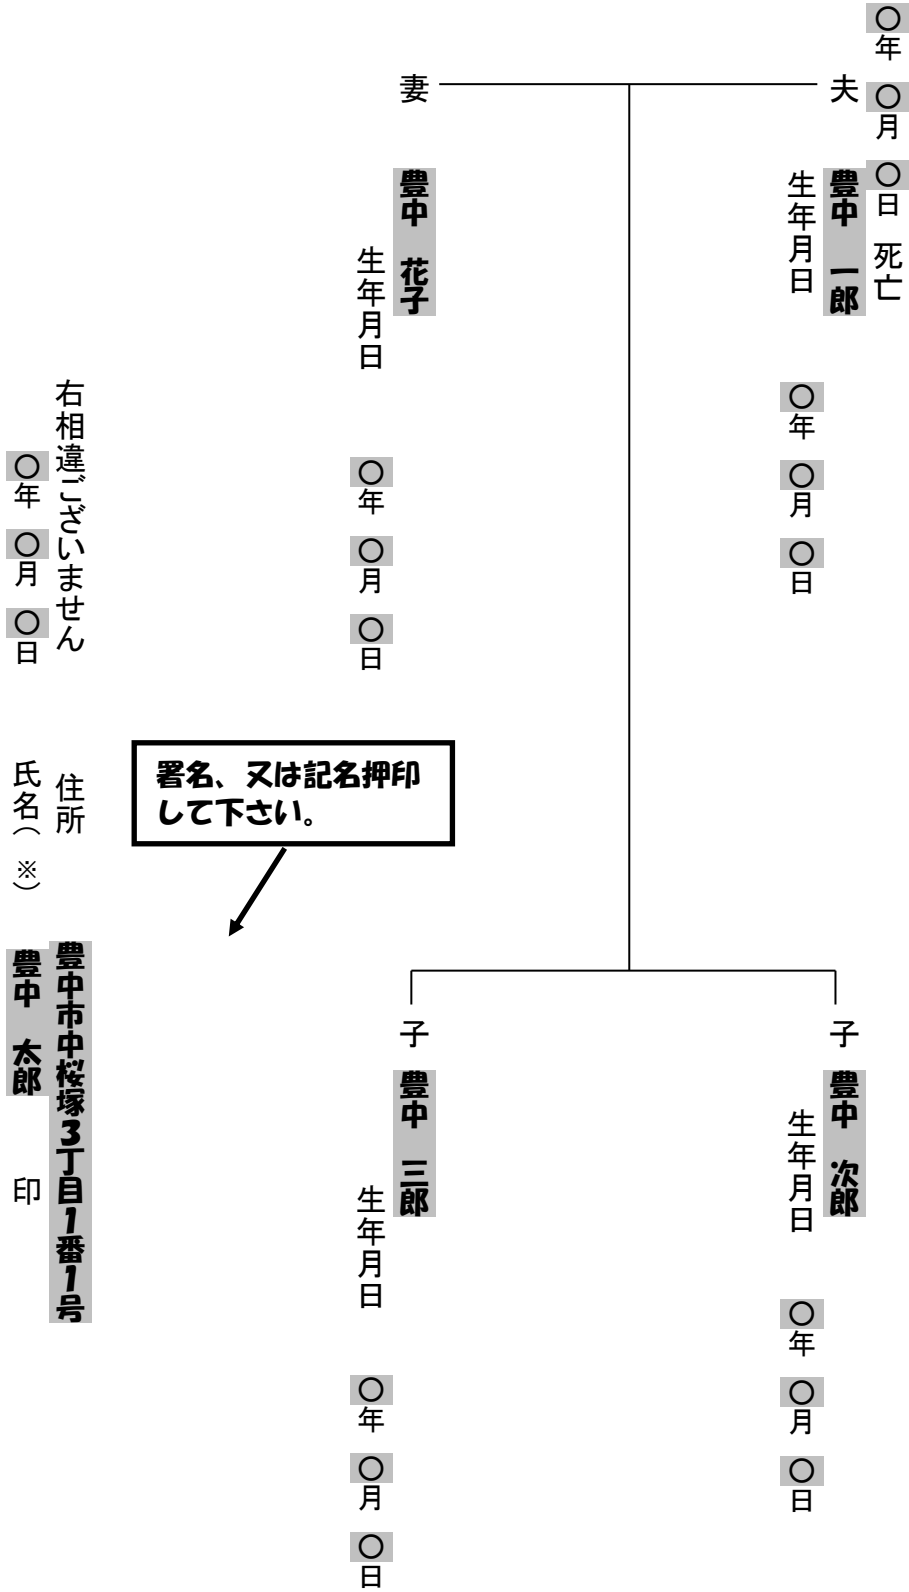 ○年 ○月 ○日 死亡
夫 豊中 一郎
生年月日 ○年 ○月 ○日
妻 豊中 花子
生年月日 ○年 ○月 ○日
子 豊中 次郎
生年月日 ○年 ○月 ○日
子 豊中 三郎
生年月日 ○年 ○月 ○日
署名、又は記名押印
して下さい。
右相違ございません
○年 ○月 ○日
住所 豊中市中桜塚3丁目1番1号
氏名(※) 豊中 太郎 印